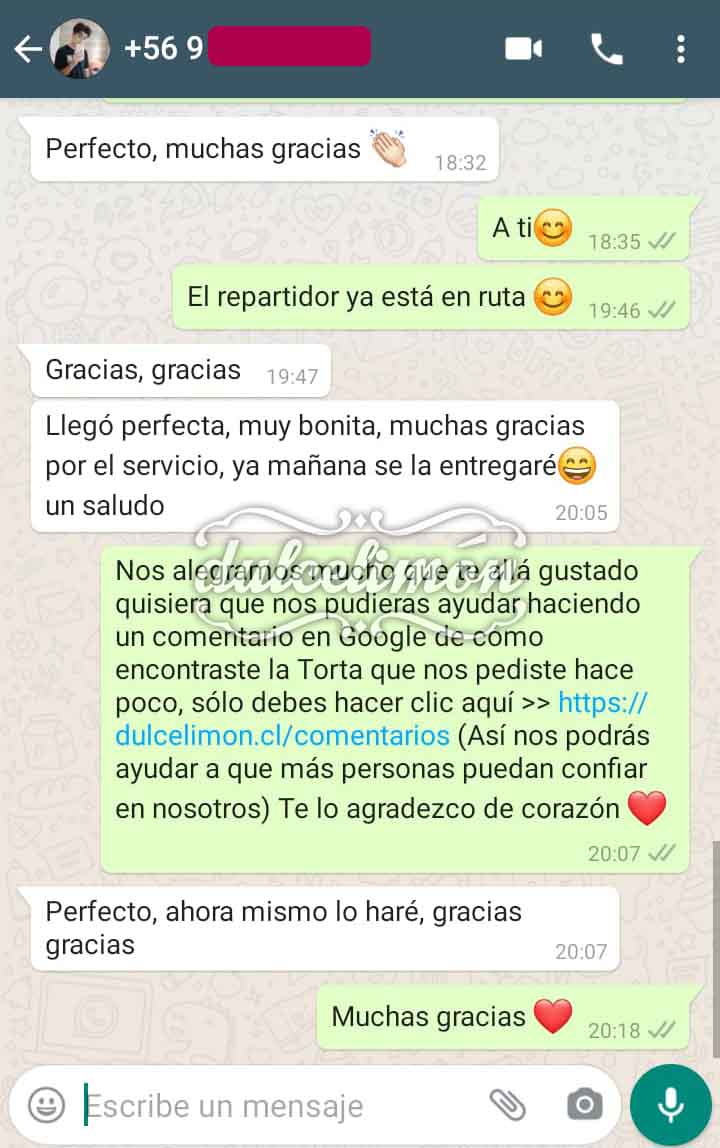 +56 9
Perfecto, muchas gracias 👏🏻
18:32
A ti😊
18:35
El repartidor ya está en ruta 😊
19:46
Gracias, gracias
19:47
Llegó perfecta, muy bonita, muchas gracias
por el servicio, ya mañana se la entregaré😄
un saludo
20:05
dulcelimón
Nos alegramos mucho que te allá gustado
quisiera que nos pudieras ayudar haciendo
un comentario en Google de cómo
encontraste la Torta que nos pediste hace
poco, sólo debes hacer clic aquí >> https://
dulcelimon.cl/comentarios (Así nos podrás
ayudar a que más personas puedan confiar
en nosotros) Te lo agradezco de corazón ❤️
20:07
Perfecto, ahora mismo lo haré, gracias
gracias
20:07
Muchas gracias ❤️
20:18
Escribe un mensaje